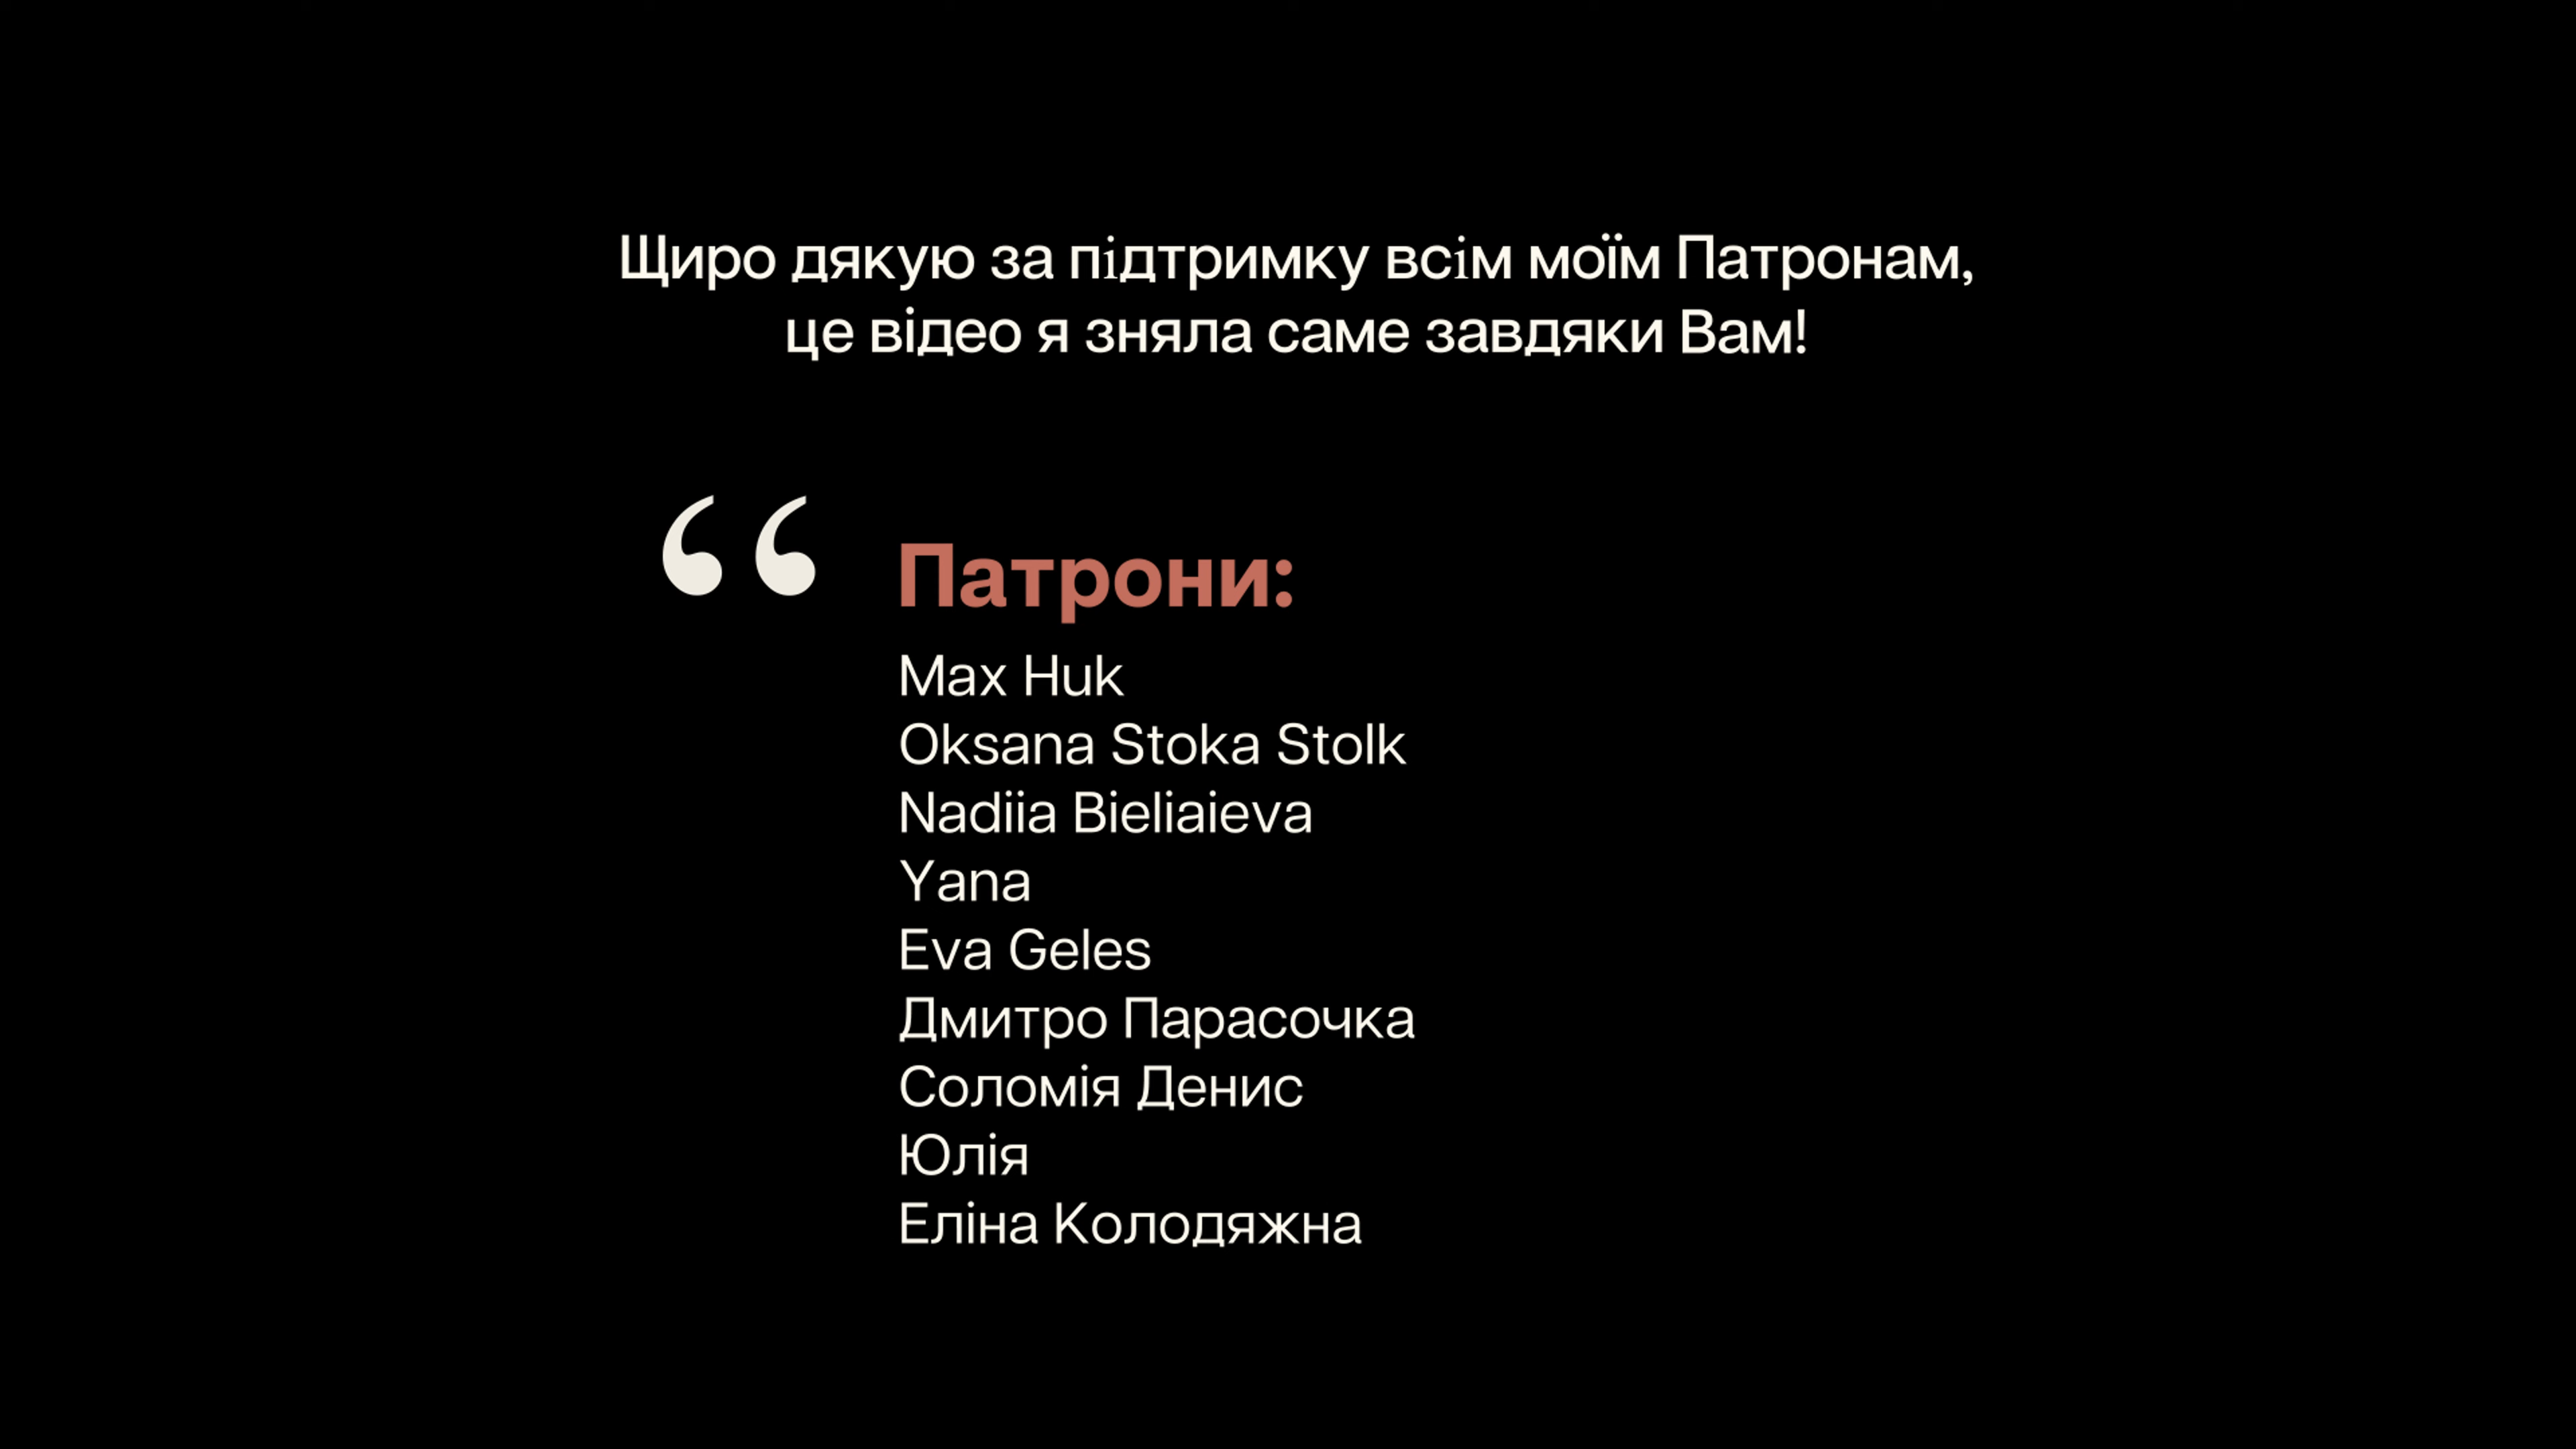 Щиро дякую за підтримку всім моїм Патронам,
це відео я зняла саме завдяки Вам!
“
Патрони:
Max Huk
Oksana Stoka Stolk
Nadiia Bieliaieva
Yana
Eva Geles
Дмитро Парасочка
Соломія Денис
Юлія
Еліна Колодяжна